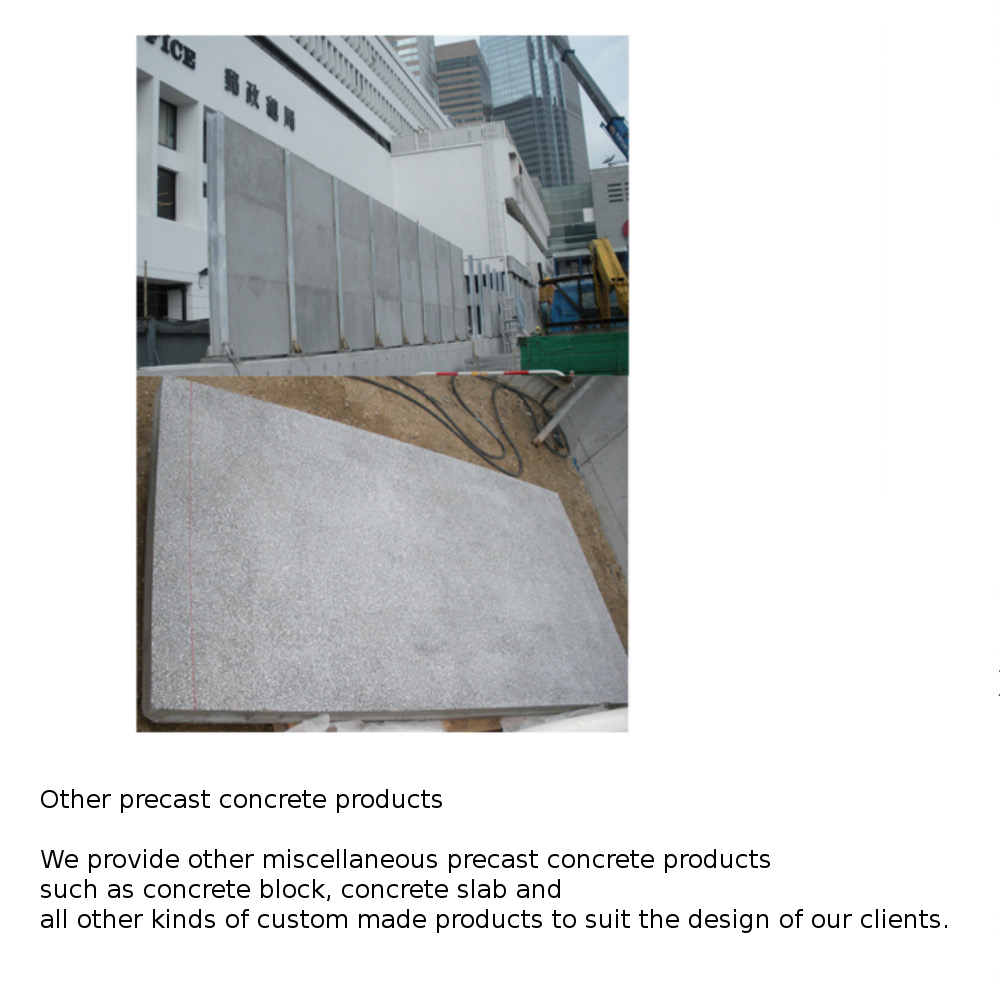 FICE
郵政總局
Other precast concrete products
We provide other miscellaneous precast concrete products
such as concrete block, concrete slab and
all other kinds of custom made products to suit the design of our clients.